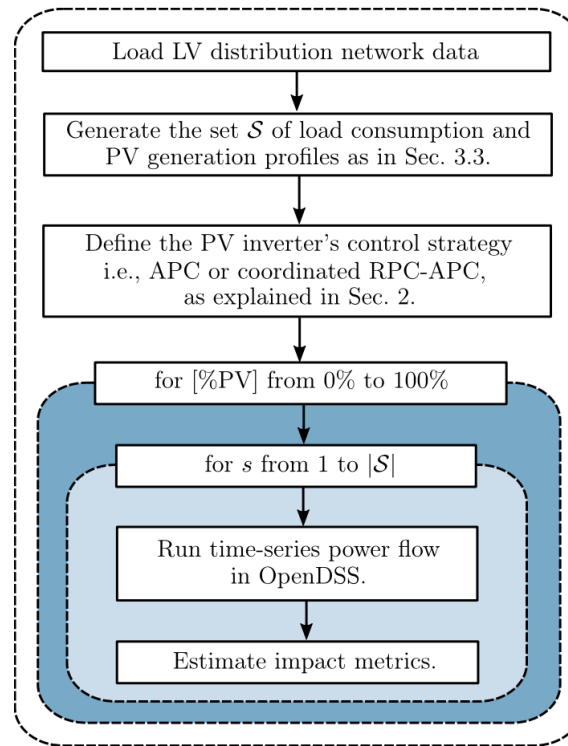 Load LV distribution network data
Generate the set 𝒮 of load consumption and
PV generation profiles as in Sec. 3.3.
Define the PV inverter's control strategy
i.e., APC or coordinated RPC-APC,
as explained in Sec. 2.
for [%PV] from 0% to 100%
for s from 1 to |𝒮|
Run time-series power flow
in OpenDSS.
Estimate impact metrics.